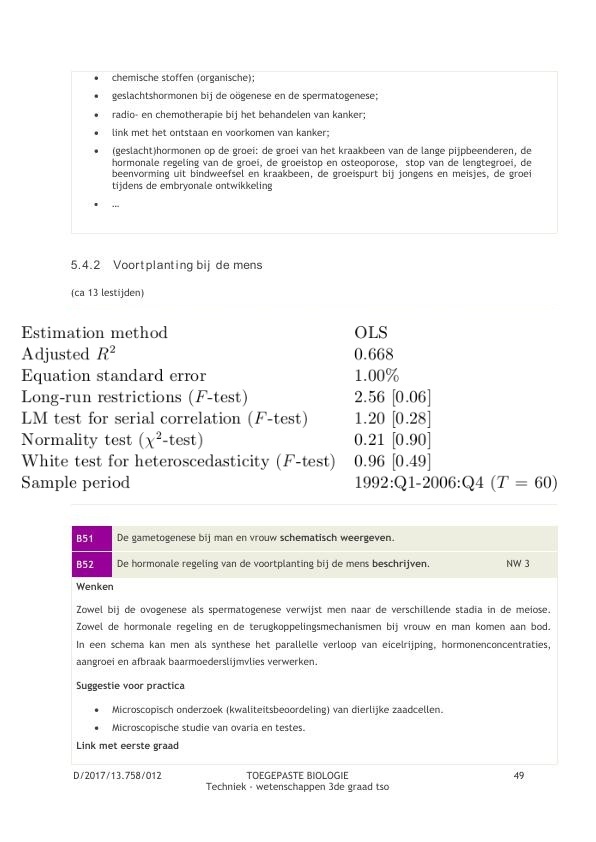 • chemische stoffen (organische);
• geslachtshormonen bij de oögenese en de spermatogenese;
• radio- en chemotherapie bij het behandelen van kanker;
• link met het ontstaan en voorkomen van kanker;
• (geslacht)hormonen op de groei: de groei van het kraakbeen van de lange pijpbeenderen, de
hormonale regeling van de groei, de groeistop en osteoporose, stop van de lengtegroei, de
beenvorming uit bindweefsel en kraakbeen, de groeispurt bij jongens en meisjes, de groei
tijdens de embryonale ontwikkeling
• …
5.4.2 Voortplanting bij de mens
(ca 13 lestijden)
Estimation method OLS
Adjusted R² 0.668
Equation standard error 1.00%
Long-run restrictions (F-test) 2.56 [0.06]
LM test for serial correlation (F-test) 1.20 [0.28]
Normality test (χ²-test) 0.21 [0.90]
White test for heteroscedasticity (F-test) 0.96 [0.49]
Sample period 1992:Q1-2006:Q4 (T = 60)
B51 De gametogenese bij man en vrouw schematisch weergeven.
B52 De hormonale regeling van de voortplanting bij de mens beschrijven. NW 3
Wenken
Zowel bij de ovogenese als spermatogenese verwijst men naar de verschillende stadia in de meiose.
Zowel de hormonale regeling en de terugkoppelingsmechanismen bij vrouw en man komen aan bod.
In een schema kan men als synthese het parallelle verloop van eicelrijping, hormonenconcentraties,
aangroei en afbraak baarmoederslijmvlies verwerken.
Suggestie voor practica
• Microscopisch onderzoek (kwaliteitsbeoordeling) van dierlijke zaadcellen.
• Microscopische studie van ovaria en testes.
Link met eerste graad
D/2017/13.758/012 TOEGEPASTE BIOLOGIE 49
Techniek - wetenschappen 3de graad tso